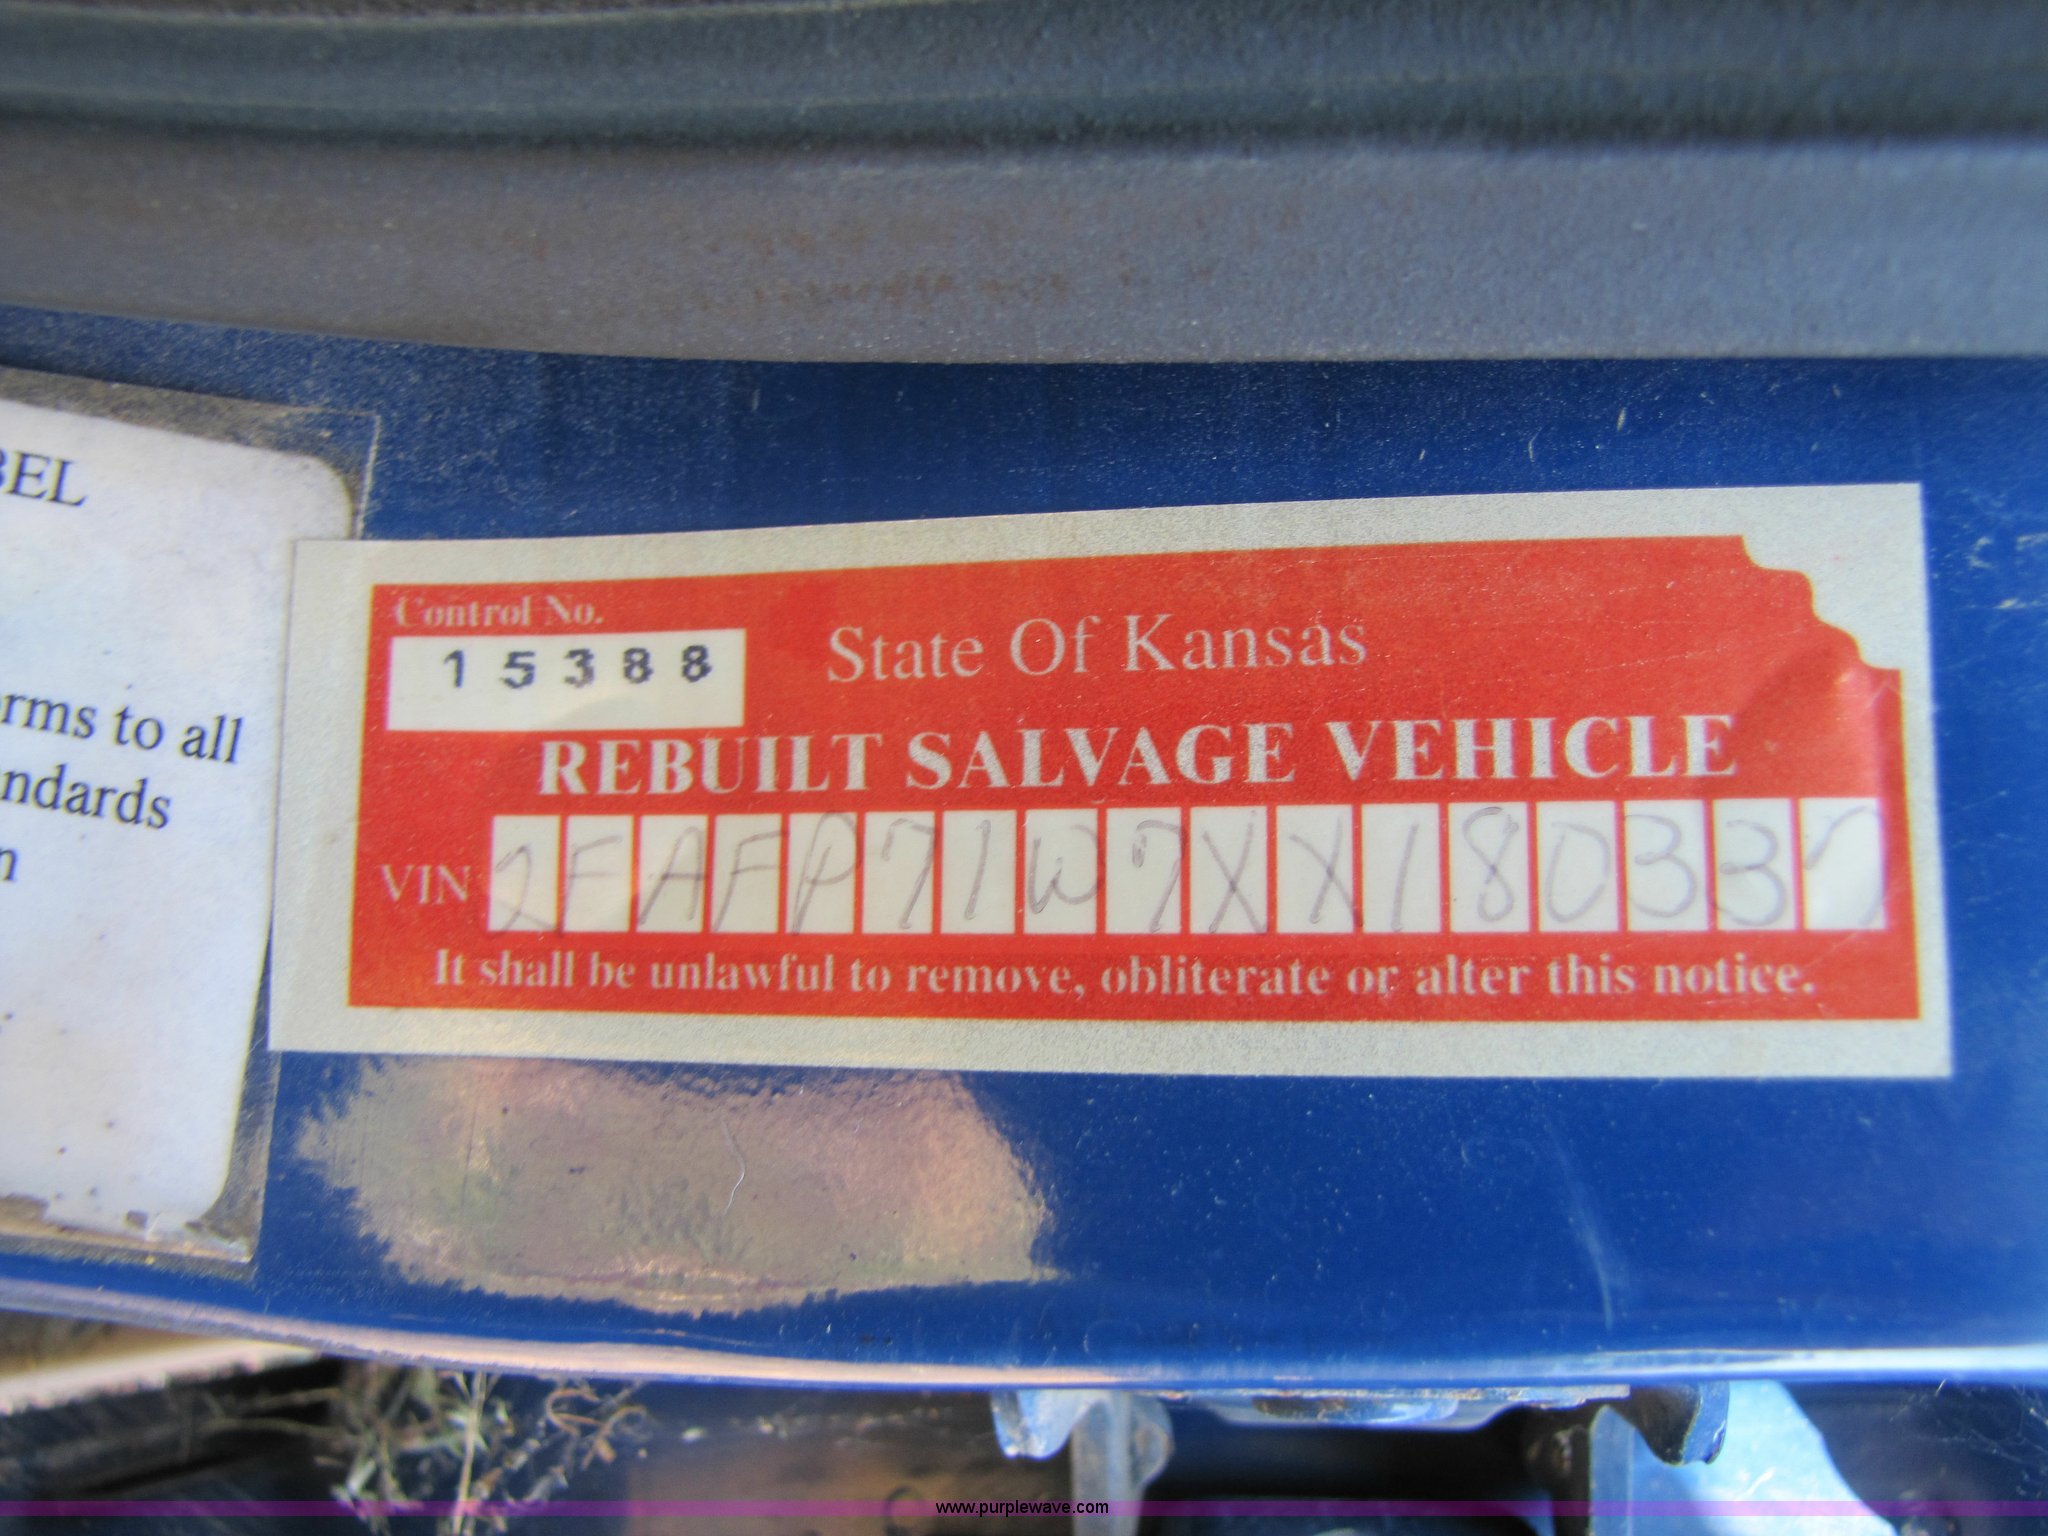 BEL
rms to all
ndards
n
Control No.
15388
State Of Kansas
REBUILT SALVAGE VEHICLE
VIN 2FAFP71W7XX180337
It shall be unlawful to remove, obliterate or alter this notice.
www.purplewave.com